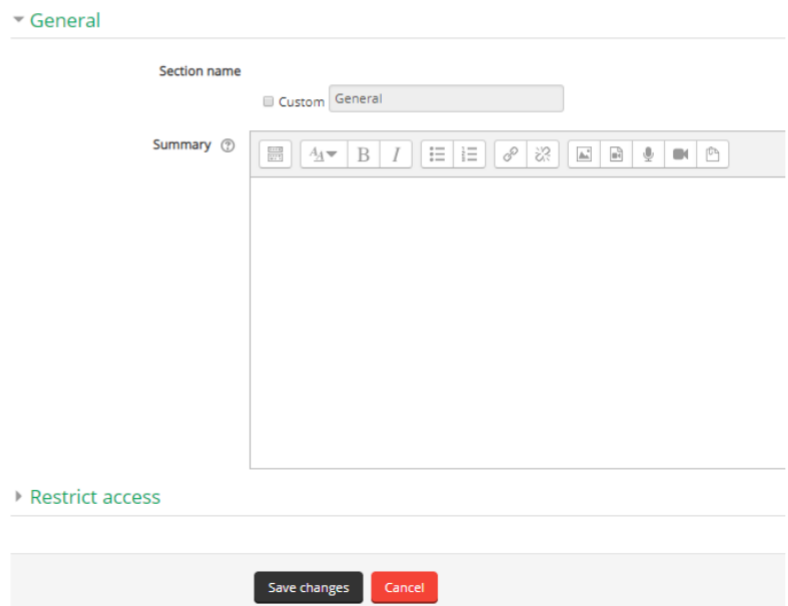 General
Section name
Custom General
Summary
B I
Restrict access
Save changes Cancel